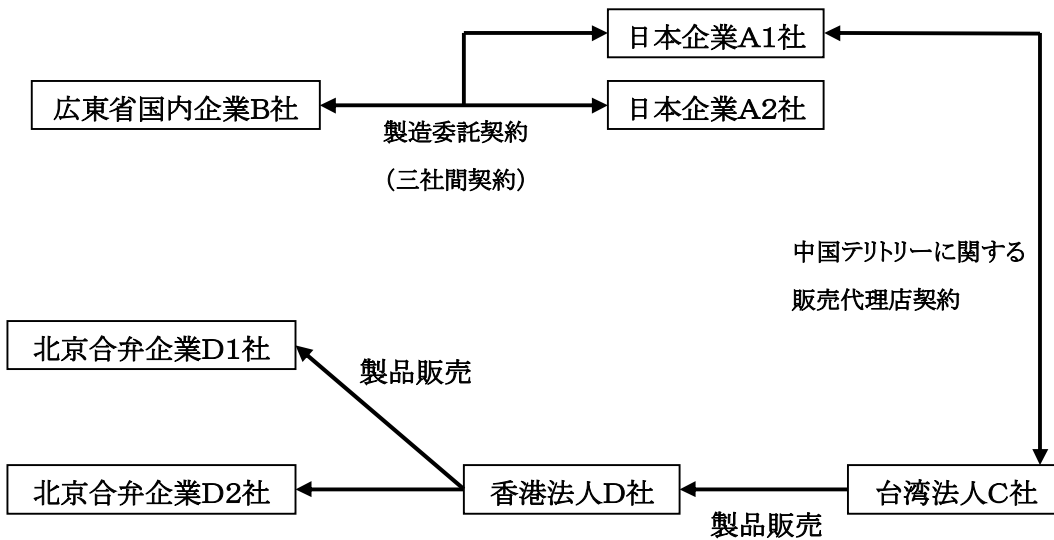 日本企業A1社
広東省国内企業B社
日本企業A2社
製造委託契約
（三社間契約）
中国テリトリーに関する
販売代理店契約
北京合弁企業D1社
製品販売
北京合弁企業D2社
香港法人D社
台湾法人C社
製品販売